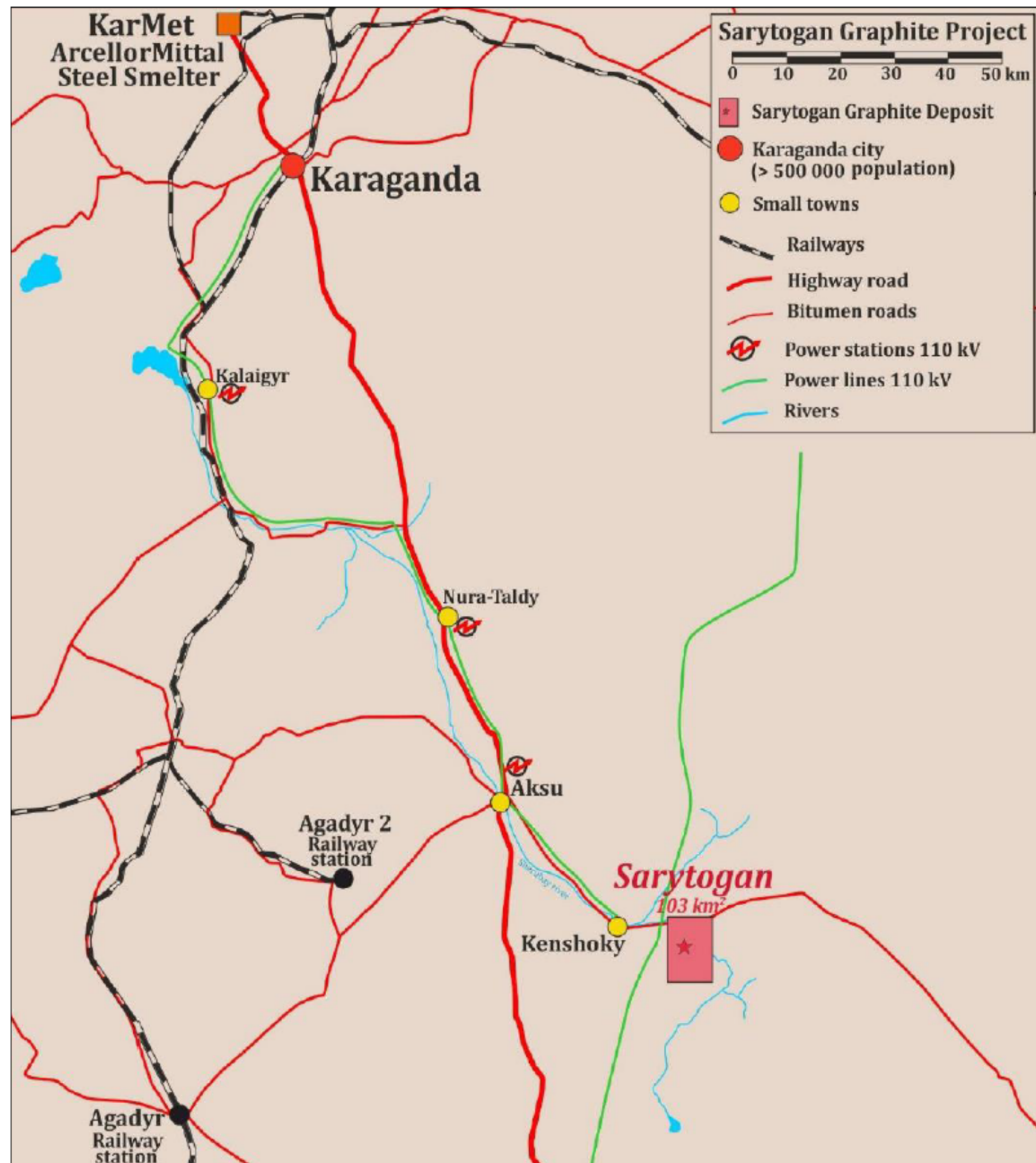 KarMet
ArcellorMittal
Steel Smelter
Karaganda
Kalaigyr
Nura-Taldy
Aksu
Agadyr 2
Railway
station
Sarytogan
103 km²
Kenshoky
Agadyr
Railway
station
Sarytogan Graphite Project
0 10 20 30 40 50 km
Sarytogan Graphite Deposit
Karaganda city
(> 500 000 population)
Small towns
Railways
Highway road
Bitumen roads
Power stations 110 kV
Power lines 110 kV
Rivers